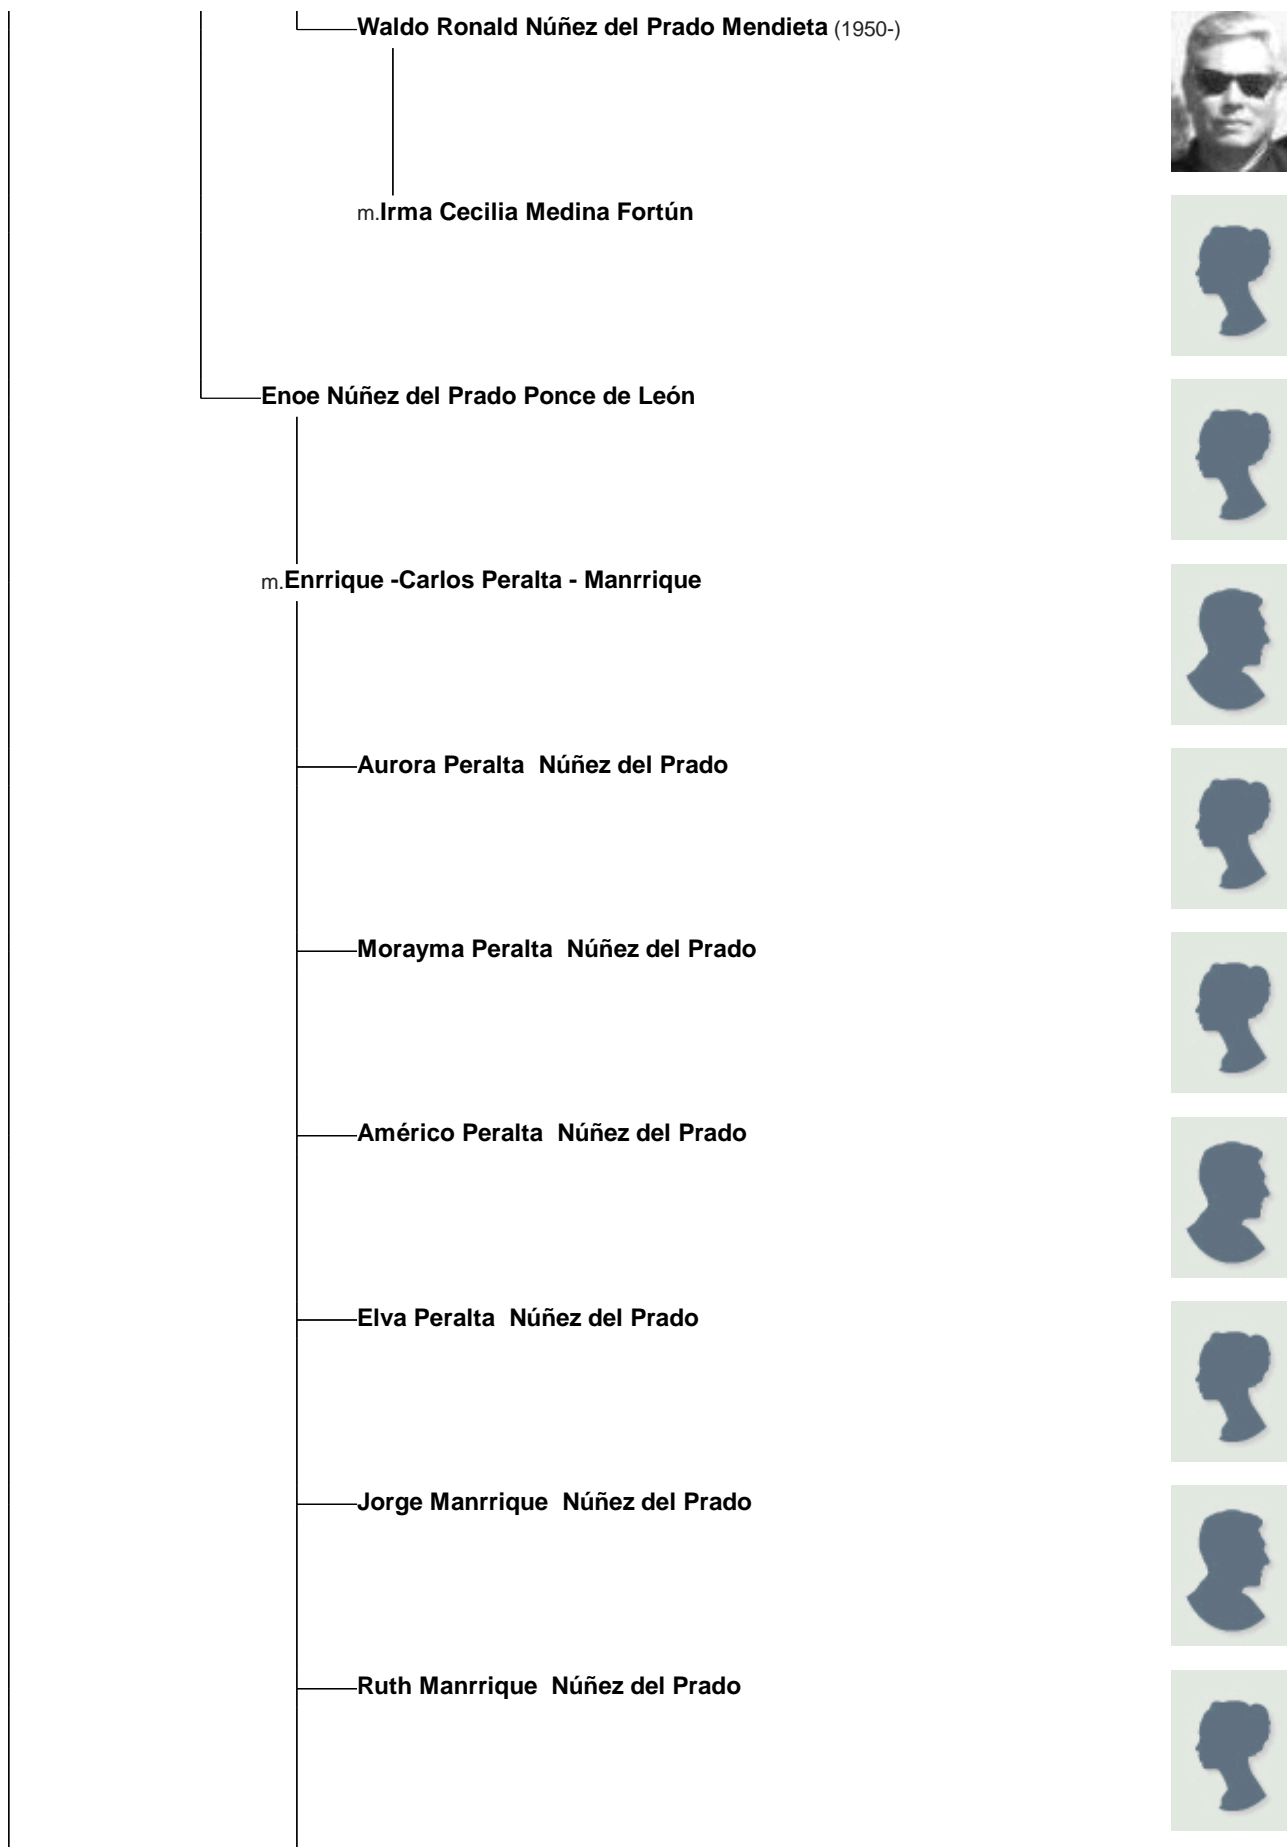 Waldo Ronald Núñez del Prado Mendieta (1950-)
m.Irma Cecilia Medina Fortún
Enoe Núñez del Prado Ponce de León
m.Enrrique -Carlos Peralta - Manrrique
Aurora Peralta  Núñez del Prado
Morayma Peralta  Núñez del Prado
Américo Peralta  Núñez del Prado
Elva Peralta  Núñez del Prado
Jorge Manrrique  Núñez del Prado
Ruth Manrrique  Núñez del Prado